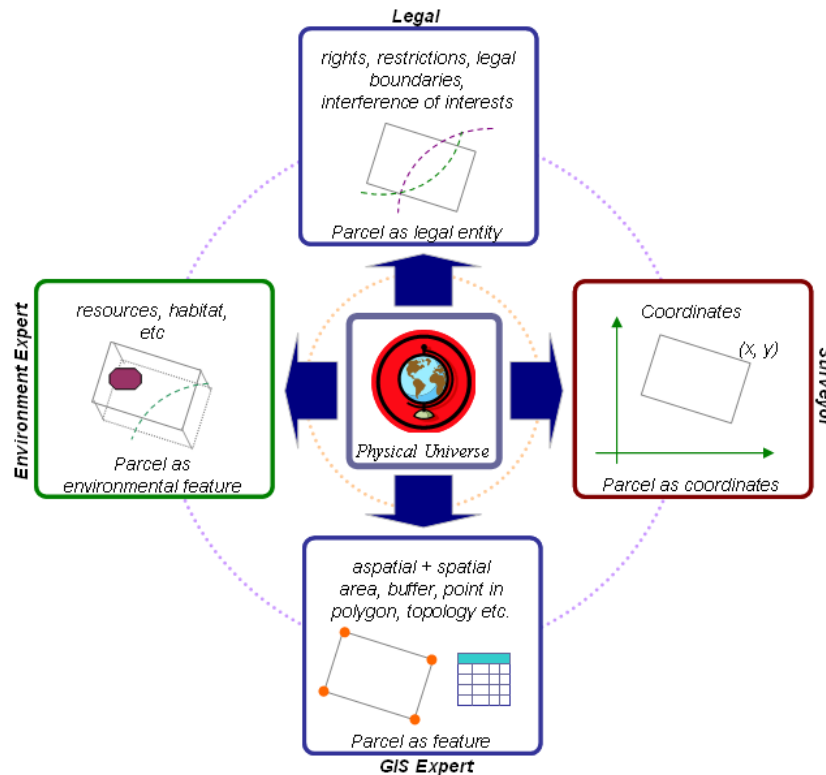 Legal
rights, restrictions, legal
boundaries,
interference of interests
Parcel as legal entity
Environment Expert
resources, habitat,
etc
Parcel as
environmental feature
Physical Universe
Surveyor
Coordinates
(x, y)
Parcel as coordinates
aspatial + spatial
area, buffer, point in
polygon, topology etc.
Parcel as feature
GIS Expert